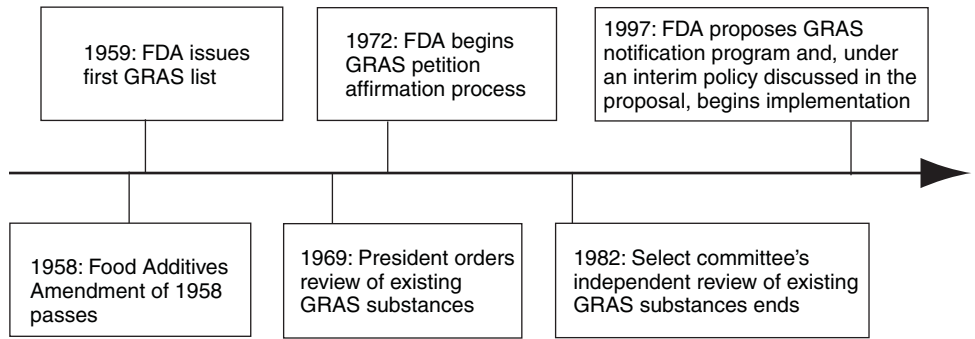 1959: FDA issues
first GRAS list
1972: FDA begins
GRAS petition
affirmation process
1997: FDA proposes GRAS
notification program and, under
an interim policy discussed in the
proposal, begins implementation
1958: Food Additives
Amendment of 1958
passes
1969: President orders
review of existing
GRAS substances
1982: Select committee's
independent review of existing
GRAS substances ends